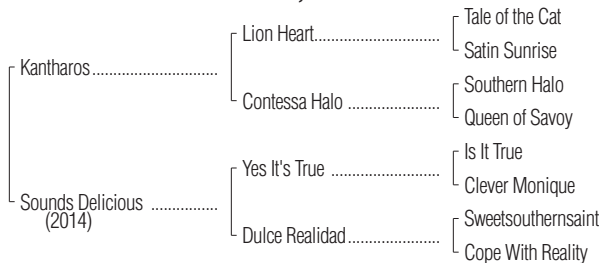 Tale of the Cat
Lion Heart........................
Satin Sunrise
Kantharos...............................
Southern Halo
Contessa Halo .......................
Queen of Savoy
Is It True
Yes It's True ...........................
Clever Monique
Sounds Delicious .................
(2014)
Sweetsouthernsaint
Dulce Realidad.......................
Cope With Reality